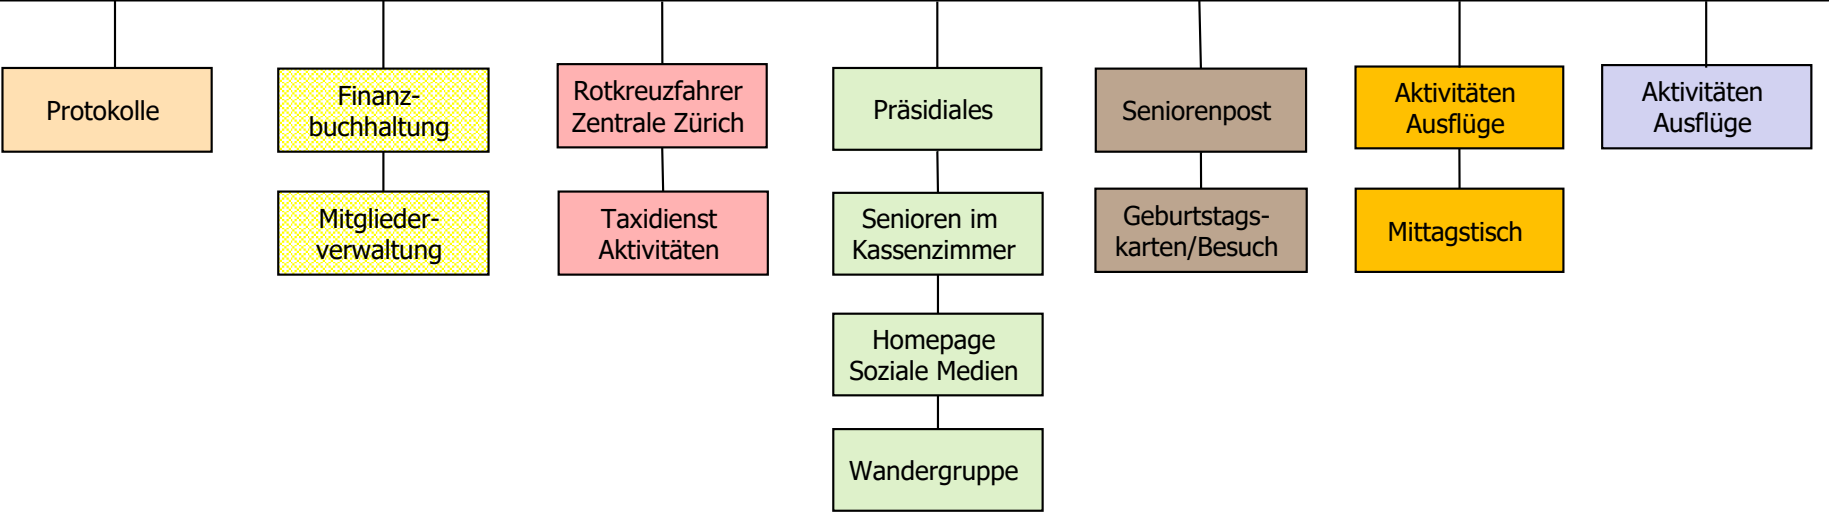 Protokolle
Finanz-
buchhaltung
Rotkreuzfahrer
Zentrale Zürich
Präsidiales
Seniorenpost
Aktivitäten
Ausflüge
Aktivitäten
Ausflüge
Mitglieder-
verwaltung
Taxidienst
Aktivitäten
Senioren im
Kassenzimmer
Geburtstags-
karten/Besuch
Mittagstisch
Homepage
Soziale Medien
Wandergruppe